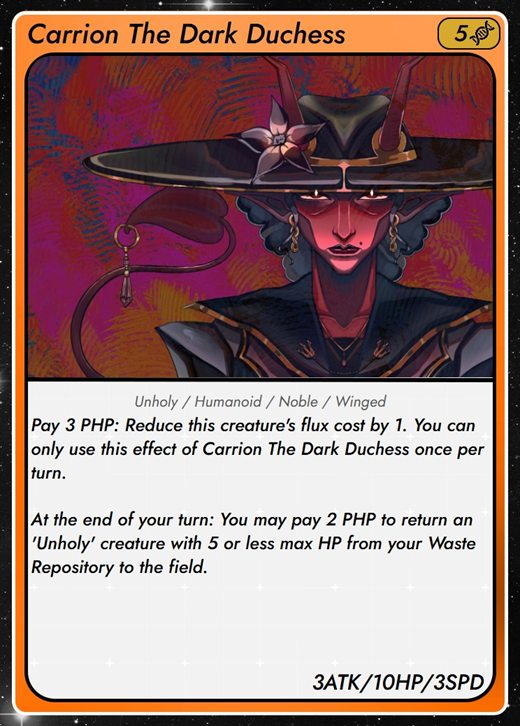 Carrion The Dark Duchess
5
Unholy / Humanoid / Noble / Winged
Pay 3 PHP: Reduce this creature's flux cost by 1. You can
only use this effect of Carrion The Dark Duchess once per
turn.
At the end of your turn: You may pay 2 PHP to return an
'Unholy' creature with 5 or less max HP from your Waste
Repository to the field.
3ATK/10HP/3SPD